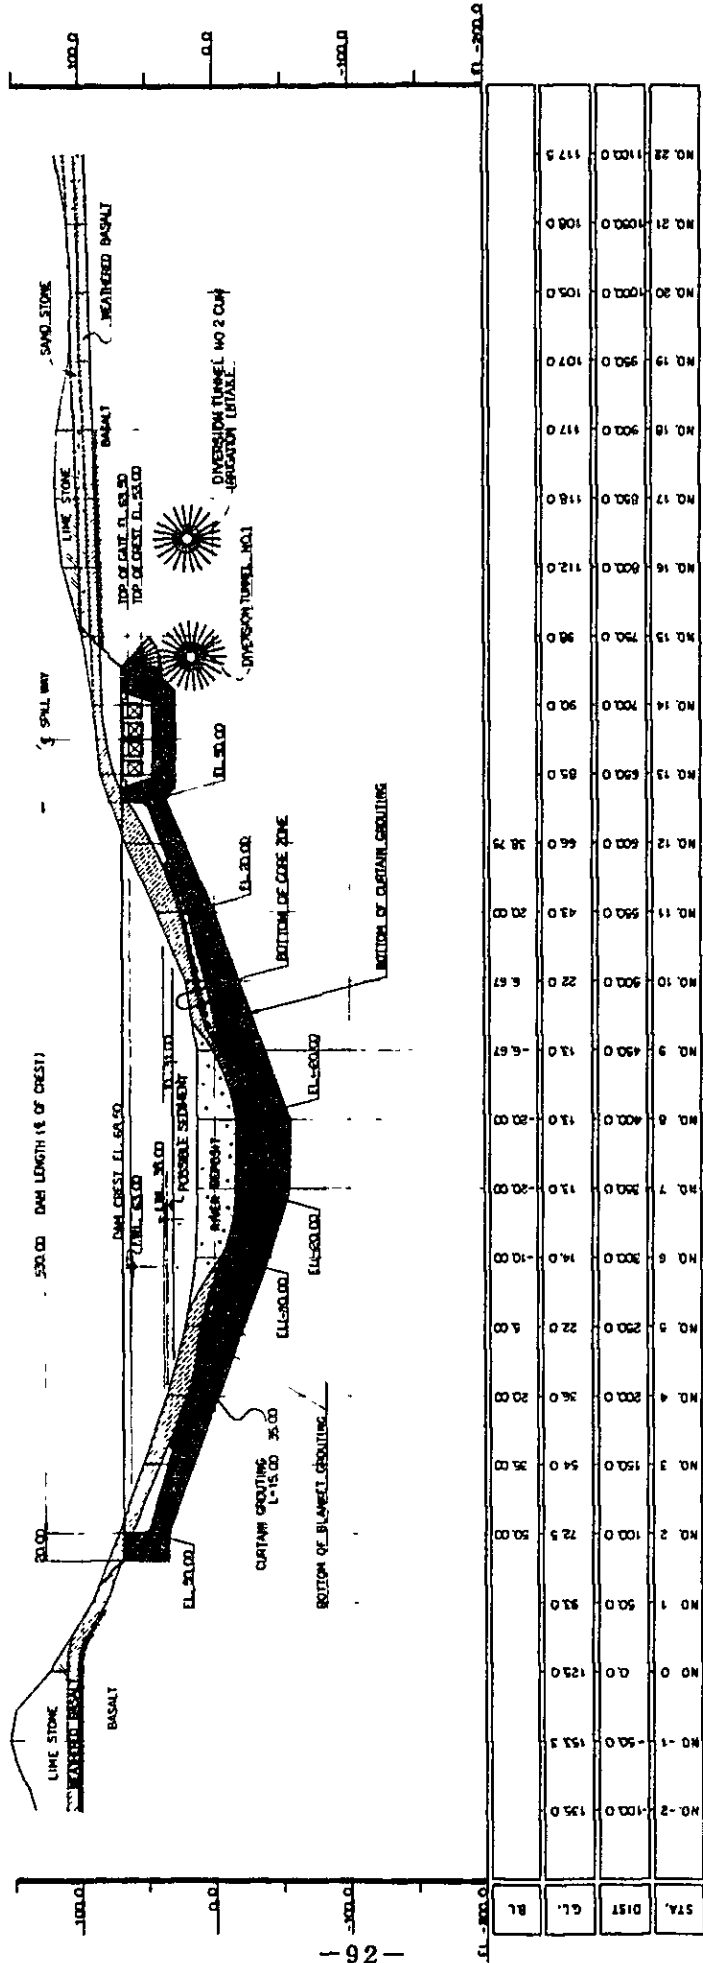 100.0
0.0
-100.0
EL -200.0
LIME STONE
WEATHERED BASALT
BASALT
20.00
530.00 DAM LENGTH (℄ OF CREST)
DAM CREST EL. 68.50
63.00
POSSIBLE SEDIMENT
RIVER DEPOSIT
EL. 50.00
CURTAIN GROUTING
L=15.00 35.00
BOTTOM OF BLANKET GROUTING
EL.-20.00
EL.-20.00
BOTTOM OF CURTAIN GROUTING
BOTTOM OF CORE ZONE
EL. 20.00
EL. 50.00
℄ SPILL WAY
TOP OF GATE EL. 63.50
TOP OF CREST EL. 53.00
DIVERSION TUNNEL NO.1
DIVERSION TUNNEL NO 2 CUM
IRRIGATION INTAKE
LIME STONE
SAND STONE
WEATHERED BASALT
BASALT
100.0
0.0
-100.0
EL -200.0
STA. NO.-2 NO.-1 NO 0 NO 1 NO. 2 NO. 3 NO. 4 NO. 5 NO. 6 NO. 7 NO. 8 NO. 9 NO. 10 NO. 11 NO. 12 NO. 13 NO. 14 NO. 15 NO. 16 NO. 17 NO. 18 NO. 19 NO. 20 NO. 21 NO. 22
DIST -100.0 -50.0 0.0 50.0 100.0 150.0 200.0 250.0 300.0 350.0 400.0 450.0 500.0 550.0 600.0 650.0 700.0 750.0 800.0 850.0 900.0 950.0 1000.0 1050.0 1100.0
G.L. 135.0 153.3 125.0 93.0 72.5 54.0 36.0 22.0 14.0 13.0 13.0 13.0 22.0 43.0 66.0 85.0 90.0 98.0 112.0 118.0 117.0 107.0 105.0 108.0 117.5
B.L 50.00 35.00 20.00 5.00 -10.00 -20.00 -20.00 -6.67 6.67 20.00 38.75
-92-